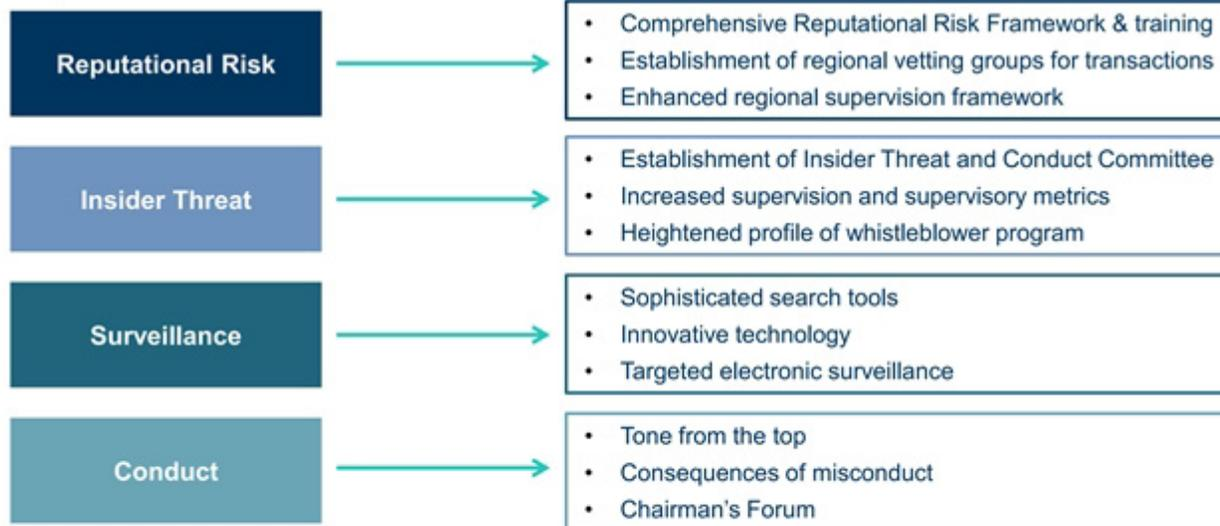 Reputational Risk
• Comprehensive Reputational Risk Framework & training
• Establishment of regional vetting groups for transactions
• Enhanced regional supervision framework
Insider Threat
• Establishment of Insider Threat and Conduct Committee
• Increased supervision and supervisory metrics
• Heightened profile of whistleblower program
Surveillance
• Sophisticated search tools
• Innovative technology
• Targeted electronic surveillance
Conduct
• Tone from the top
• Consequences of misconduct
• Chairman's Forum